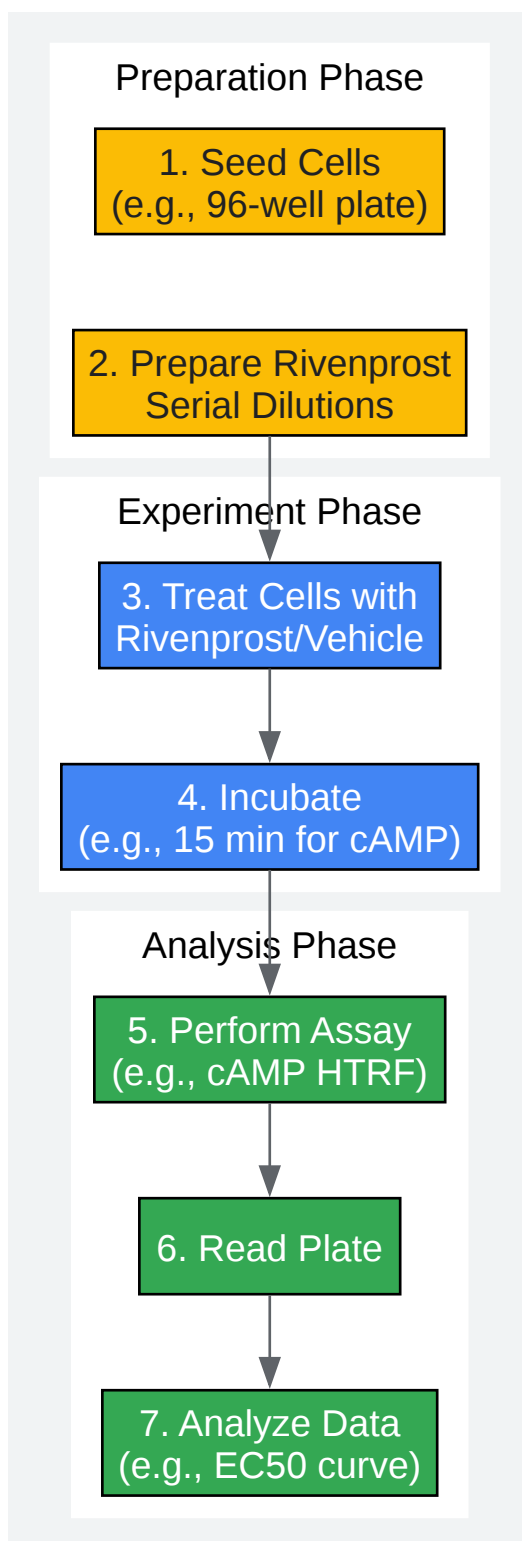 Preparation Phase
1. Seed Cells
(e.g., 96-well plate)
2. Prepare Rivenprost
Serial Dilutions
Experiment Phase
3. Treat Cells with
Rivenprost/Vehicle
4. Incubate
(e.g., 15 min for cAMP)
Analysis Phase
5. Perform Assay
(e.g., cAMP HTRF)
6. Read Plate
7. Analyze Data
(e.g., EC50 curve)